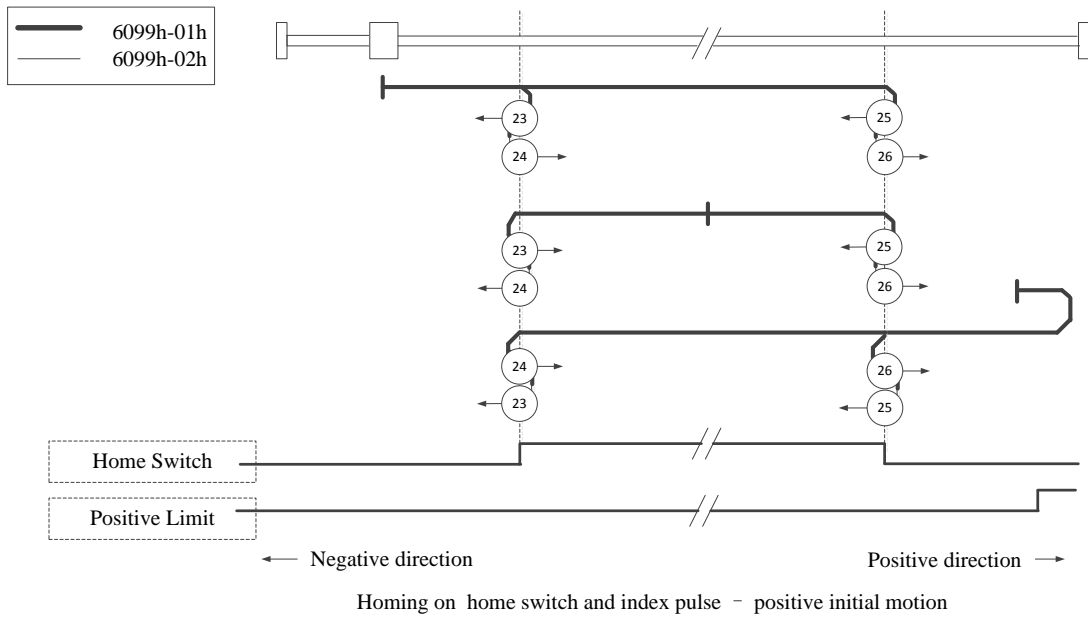 6099h-01h
6099h-02h
23
25
24
26
23
25
24
26
24
26
23
25
Home Switch
Positive Limit
Negative direction
Positive direction
Homing on home switch and index pulse - positive initial motion